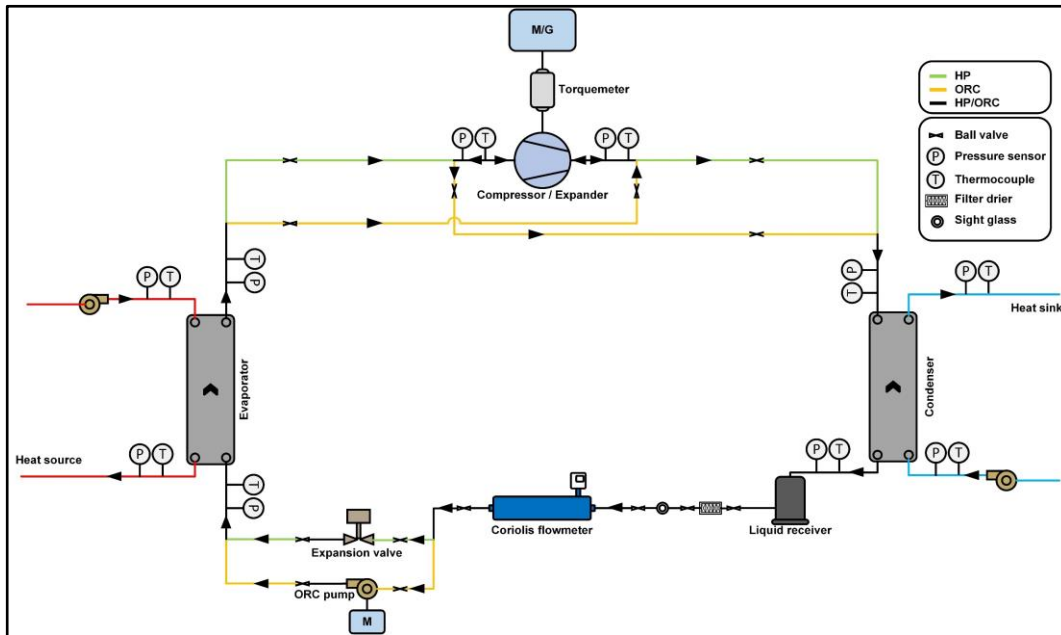 M/G
Torquemeter
P T
P T
Compressor / Expander
HP
ORC
HP/ORC
Ball valve
P Pressure sensor
T Thermocouple
Filter drier
Sight glass
T
P
P T
P
T
P T
Heat sink
Evaporator
Condenser
Heat source
P T
T
P
P T
P T
Coriolis flowmeter
Liquid receiver
Expansion valve
ORC pump
M